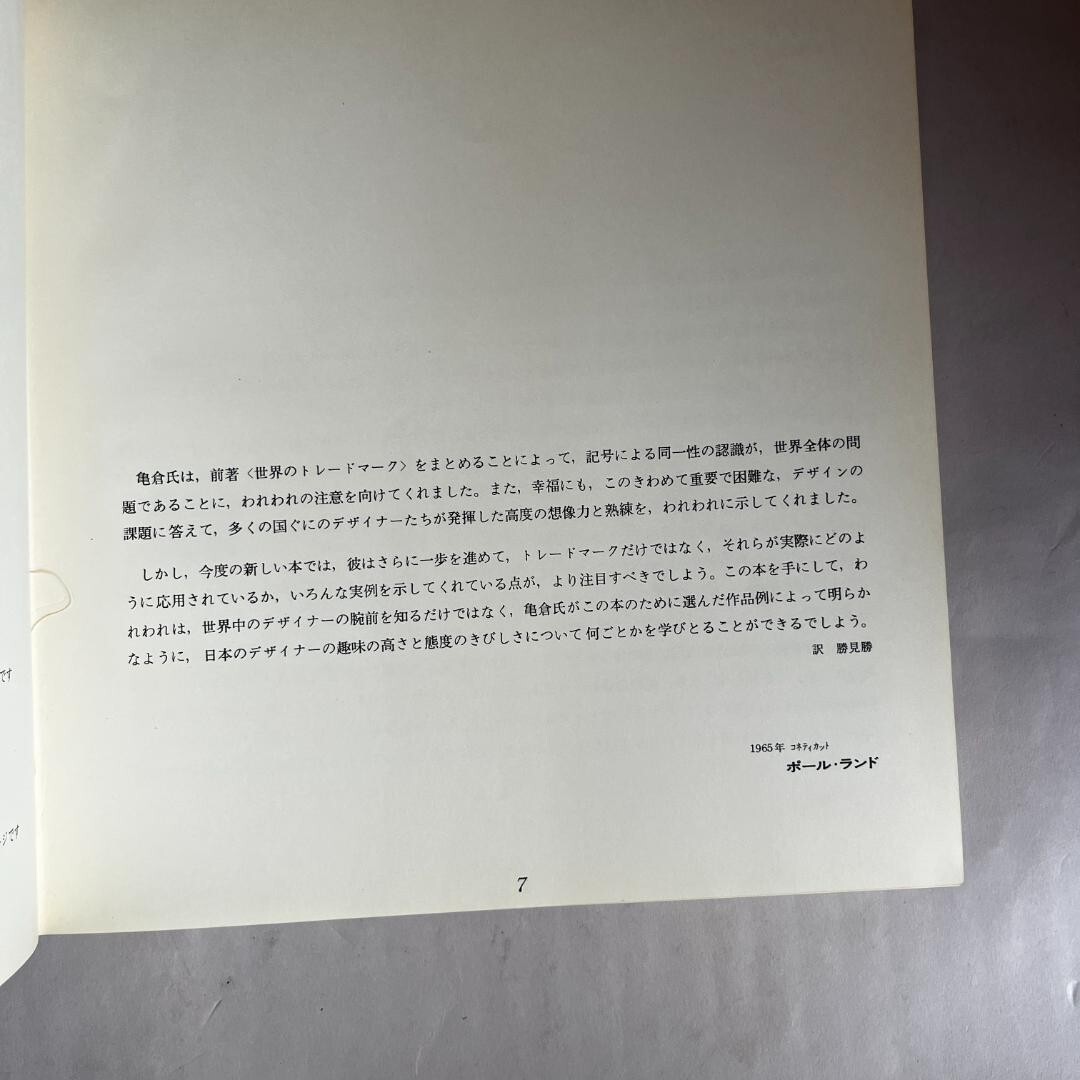 亀倉氏は，前著〈世界のトレードマーク〉をまとめることによって，記号による同一性の認識が，世界全体の問
題であることに，われわれの注意を向けてくれました。また，幸福にも，このきわめて重要で困難な，デザインの
課題に答えて，多くの国ぐにのデザイナーたちが発揮した高度の想像力と熟練を，われわれに示してくれました。
しかし，今度の新しい本では，彼はさらに一歩を進めて，トレードマークだけではなく，それらが実際にどのよ
うに応用されているか，いろんな実例を示してくれている点が，より注目すべきでしよう。この本を手にして，わ
れわれは，世界中のデザイナーの腕前を知るだけではなく，亀倉氏がこの本のために選んだ作品例によって明らか
なように，日本のデザイナーの趣味の高さと態度のきびしさについて何ごとかを学びとることができるでしよう。
訳　勝見勝
1965年 コネティカット
ポール・ランド
7
です
ジです